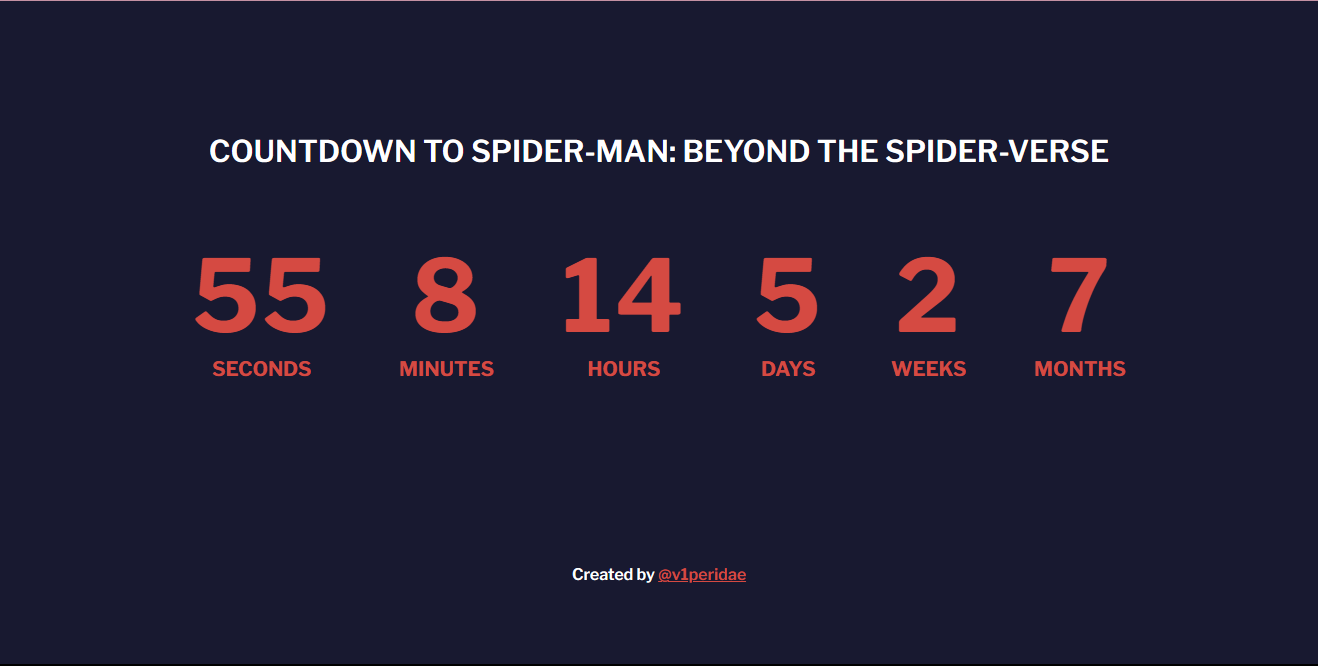 COUNTDOWN TO SPIDER-MAN: BEYOND THE SPIDER-VERSE
55 8 14 5 2 7
SECONDS MINUTES HOURS DAYS WEEKS MONTHS
Created by @v1peridae